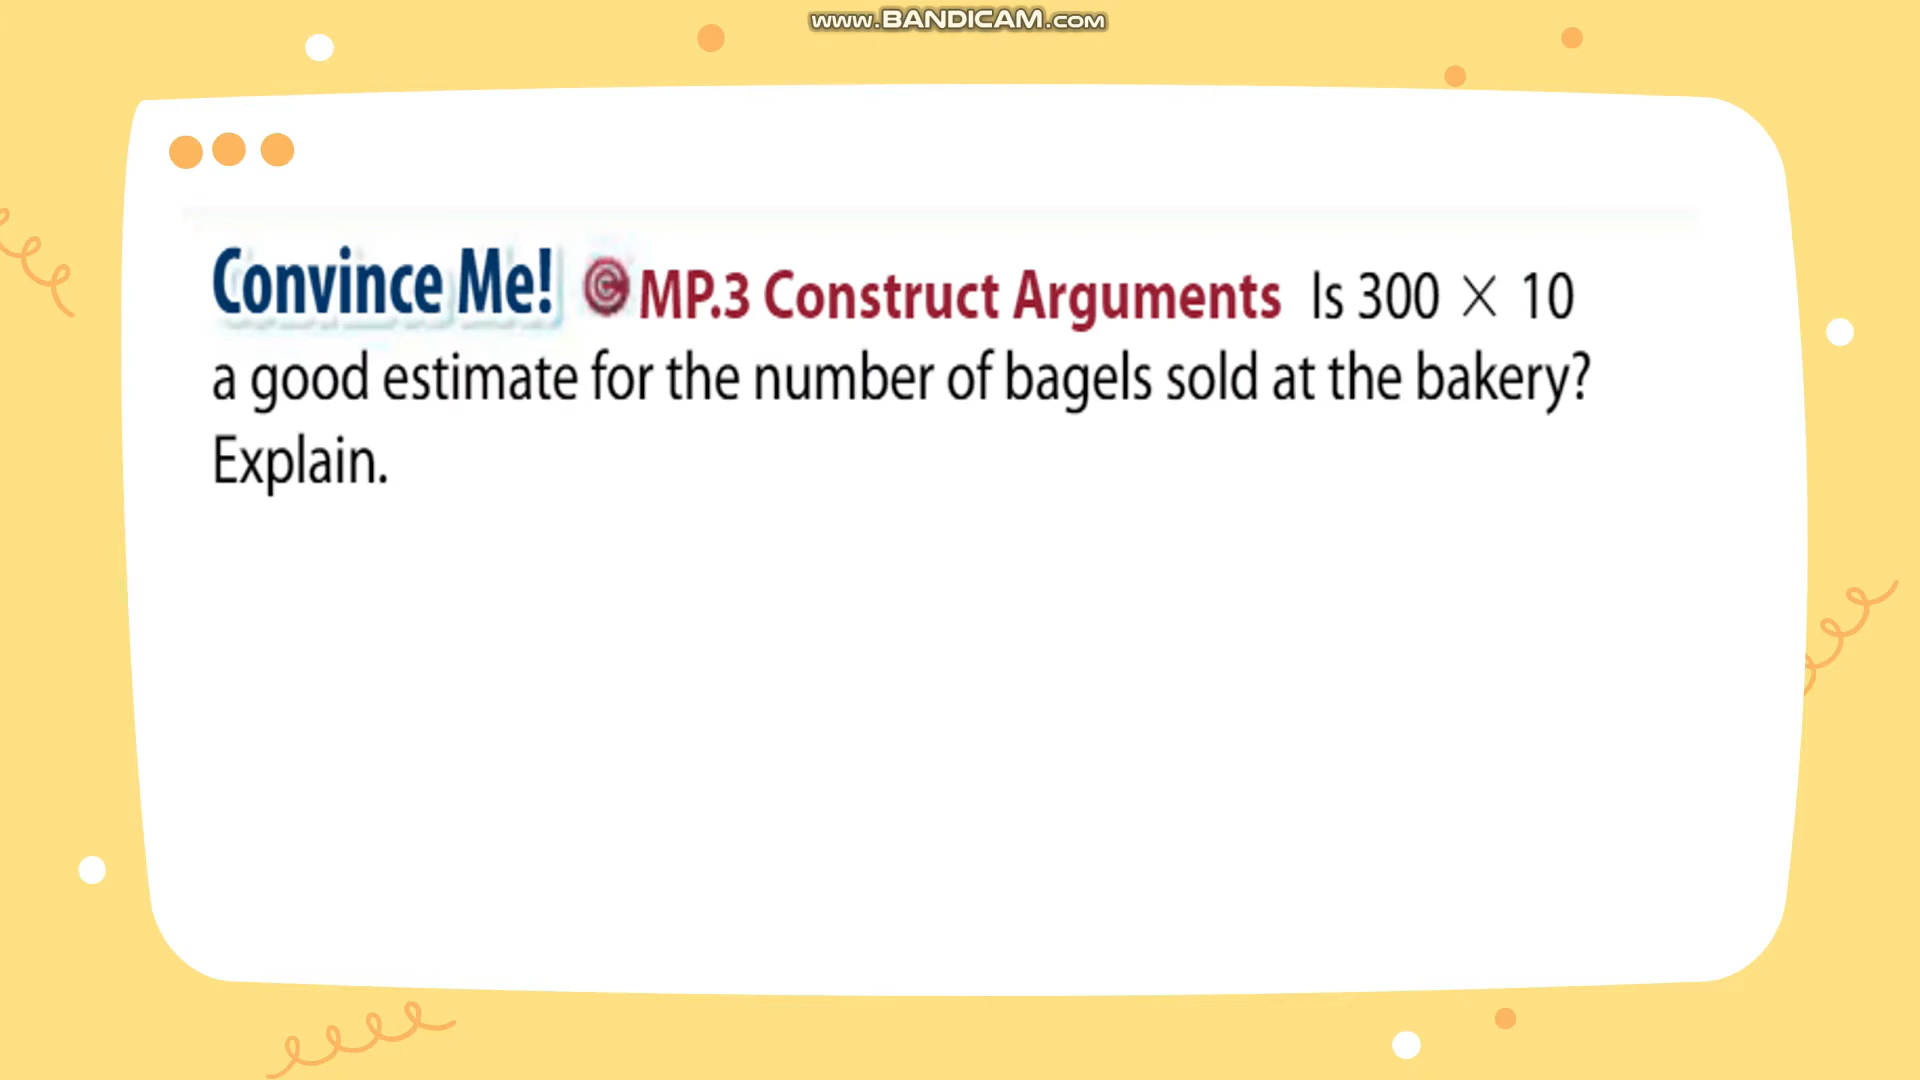 www.BANDICAM.com
Convince Me! MP.3 Construct Arguments Is 300 × 10
a good estimate for the number of bagels sold at the bakery?
Explain.